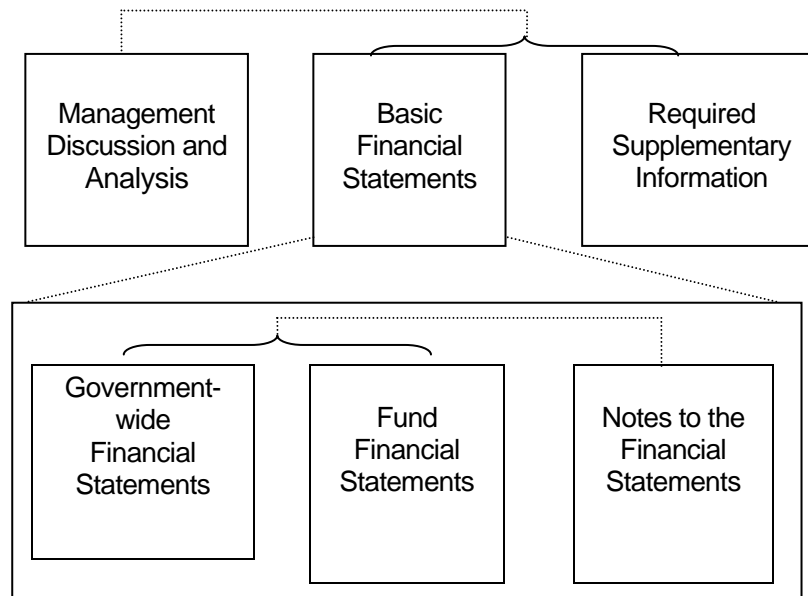 Management
Discussion and
Analysis
Basic
Financial
Statements
Required
Supplementary
Information
Government-
wide
Financial
Statements
Fund
Financial
Statements
Notes to the
Financial
Statements